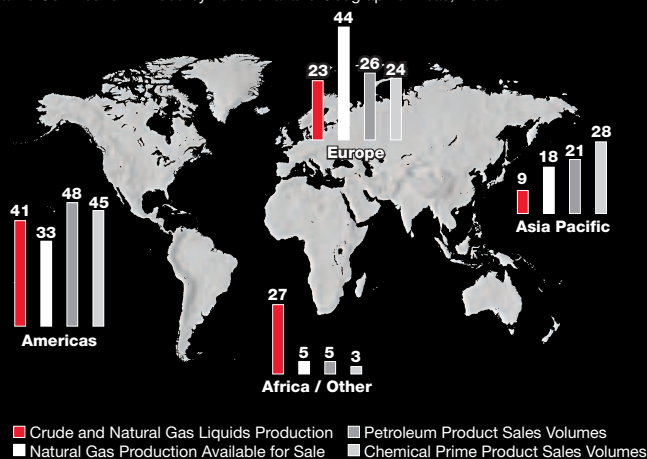 44
23
26
24
Europe
28
21
18
9
Asia Pacific
48
45
41
33
Americas
27
5
5
3
Africa / Other
Crude and Natural Gas Liquids Production
Petroleum Product Sales Volumes
Natural Gas Production Available for Sale
Chemical Prime Product Sales Volumes